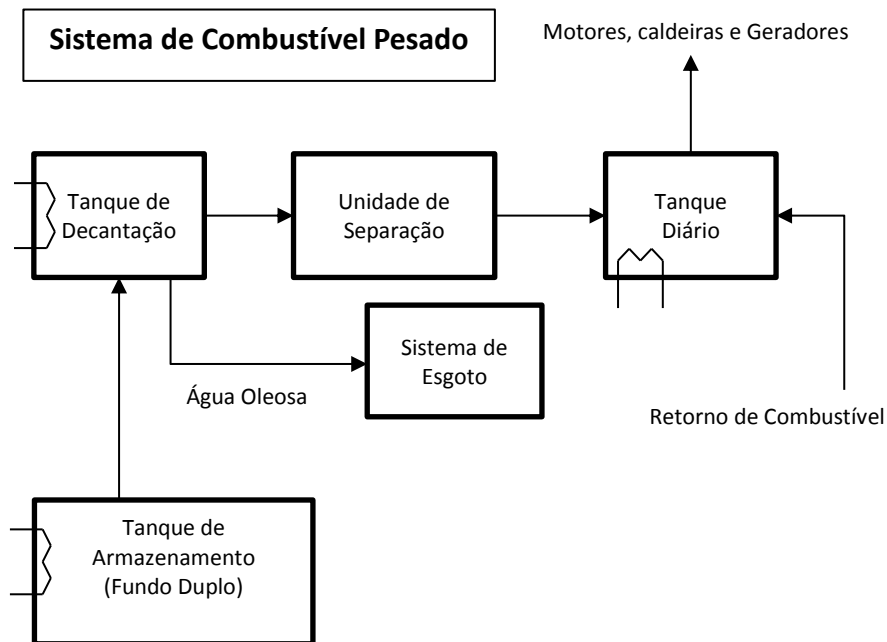 Sistema de Combustível Pesado
Motores, caldeiras e Geradores
Tanque de
Decantação
Unidade de
Separação
Tanque
Diário
Sistema de
Esgoto
Água Oleosa
Retorno de Combustível
Tanque de
Armazenamento
(Fundo Duplo)